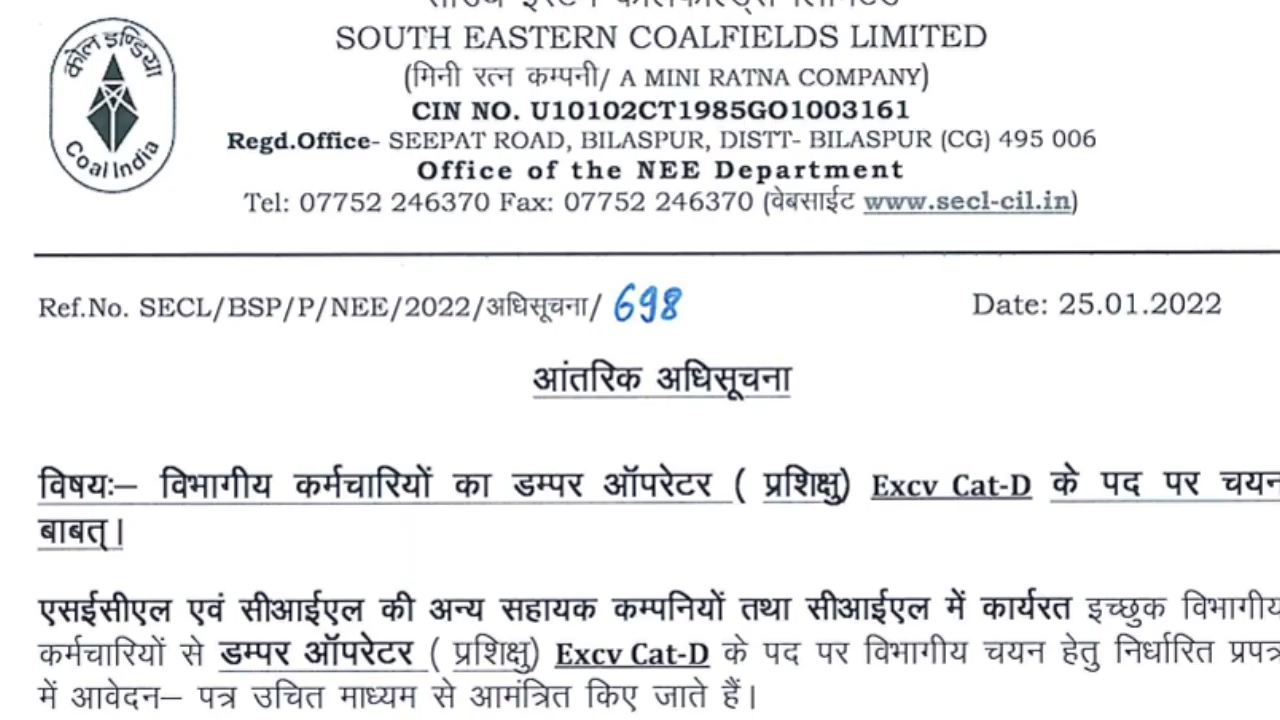 कोल इण्डिया
Coal India
साउथ ईस्टर्न कोलफील्ड्स लिमिटेड
SOUTH EASTERN COALFIELDS LIMITED
(मिनी रत्न कम्पनी/ A MINI RATNA COMPANY)
CIN NO. U10102CT1985GO1003161
Regd.Office- SEEPAT ROAD, BILASPUR, DISTT- BILASPUR (CG) 495 006
Office of the NEE Department
Tel: 07752 246370 Fax: 07752 246370 (वेबसाईट www.secl-cil.in)
Ref.No. SECL/BSP/P/NEE/2022/अधिसूचना/ 698 Date: 25.01.2022
आंतरिक अधिसूचना
विषयः– विभागीय कर्मचारियों का डम्पर ऑपरेटर ( प्रशिक्षु) Excv Cat-D के पद पर चयन
बाबत्।
एसईसीएल एवं सीआईएल की अन्य सहायक कम्पनियों तथा सीआईएल में कार्यरत इच्छुक विभागीय
कर्मचारियों से डम्पर ऑपरेटर ( प्रशिक्षु) Excv Cat-D के पद पर विभागीय चयन हेतु निर्धारित प्रपत्र
में आवेदन– पत्र उचित माध्यम से आमंत्रित किए जाते हैं।